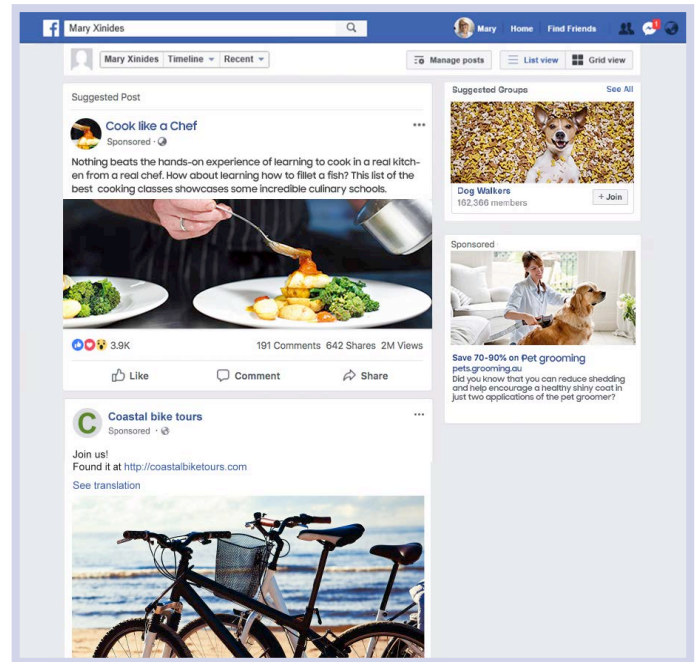 f
Mary Xinides
Mary Home Find Friends
1
Mary Xinides Timeline Recent
Manage posts
List view Grid view
Suggested Post
Cook like a Chef
Sponsored ·
Nothing beats the hands-on experience of learning to cook in a real kitch-
en from a real chef. How about learning how to fillet a fish? This list of the
best cooking classes showcases some incredible culinary schools.
3.9K
191 Comments 642 Shares 2M Views
Like Comment Share
C
Coastal bike tours
Sponsored ·
Join us!
Found it at http://coastalbiketours.com
See translation
Suggested Groups See All
Dog Walkers
162,366 members
+ Join
Sponsored
Save 70-90% on Pet grooming
pets.grooming.au
Did you know that you can reduce shedding
and help encourage a healthy shiny coat in
just two applications of the pet groomer?